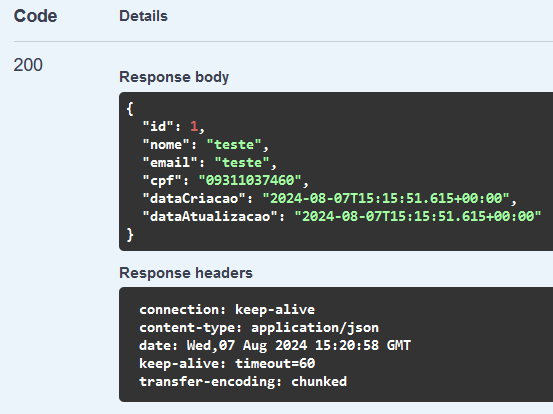 Code Details
200
Response body
{
"id": 1,
"nome": "teste",
"email": "teste",
"cpf": "09311037460",
"dataCriacao": "2024-08-07T15:15:51.615+00:00",
"dataAtualizacao": "2024-08-07T15:15:51.615+00:00"
}
Response headers
connection: keep-alive
content-type: application/json
date: Wed,07 Aug 2024 15:20:58 GMT
keep-alive: timeout=60
transfer-encoding: chunked